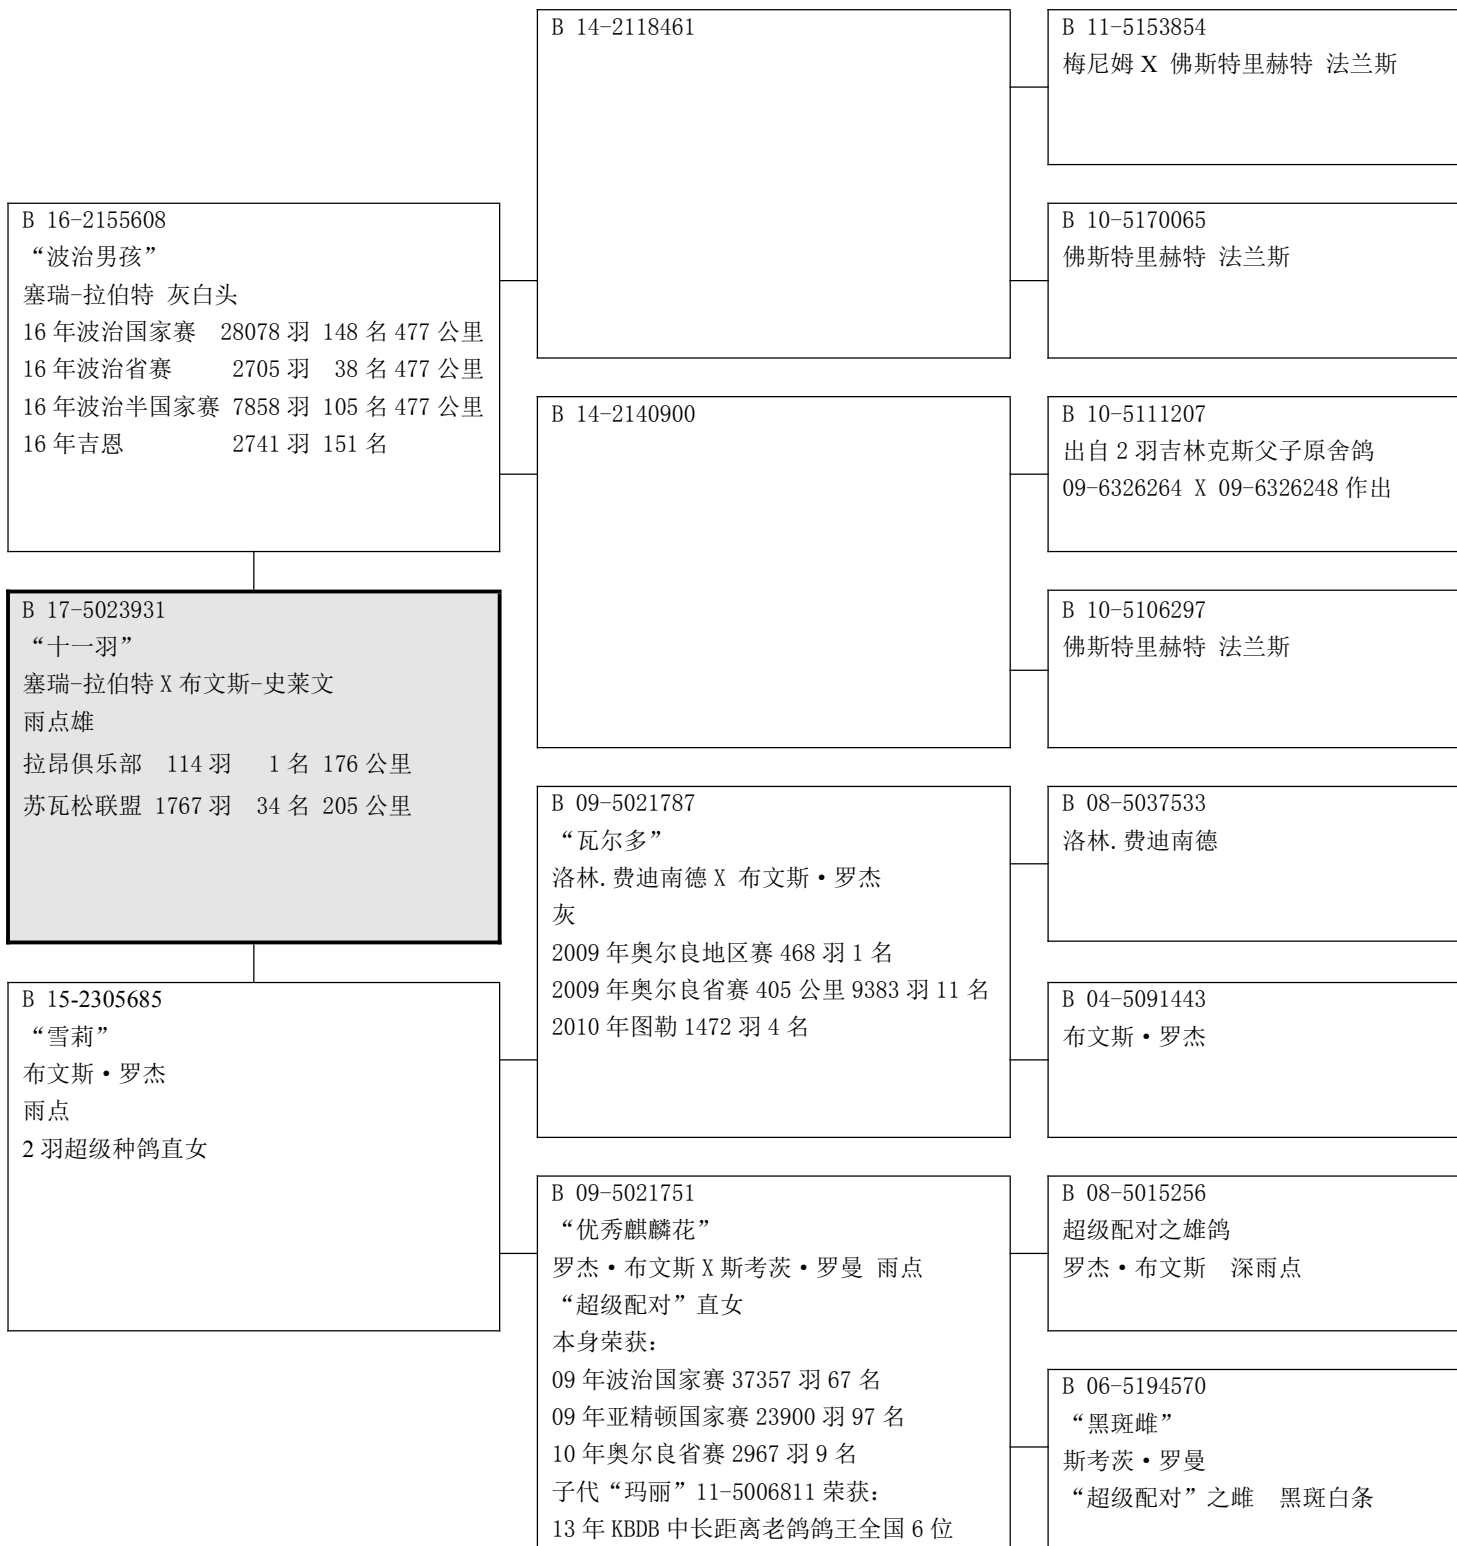 B 16-2155608
“波治男孩”
塞瑞-拉伯特 灰白头
16 年波治国家赛 28078 羽 148 名 477 公里
16 年波治省赛 2705 羽 38 名 477 公里
16 年波治半国家赛 7858 羽 105 名 477 公里
16 年吉恩 2741 羽 151 名
B 17-5023931
“十一羽”
塞瑞-拉伯特 X 布文斯-史莱文
雨点雄
拉昂俱乐部 114 羽 1 名 176 公里
苏瓦松联盟 1767 羽 34 名 205 公里
B 15-2305685
“雪莉”
布文斯·罗杰
雨点
2 羽超级种鸽直女
B 14-2118461
B 14-2140900
B 09-5021787
“瓦尔多”
洛林.费迪南德 X 布文斯·罗杰
灰
2009 年奥尔良地区赛 468 羽 1 名
2009 年奥尔良省赛 405 公里 9383 羽 11 名
2010 年图勒 1472 羽 4 名
B 09-5021751
“优秀麒麟花”
罗杰·布文斯 X 斯考茨·罗曼 雨点
“超级配对”直女
本身荣获：
09 年波治国家赛 37357 羽 67 名
09 年亚精顿国家赛 23900 羽 97 名
10 年奥尔良省赛 2967 羽 9 名
子代“玛丽”11-5006811 荣获：
13 年 KBDB 中长距离老鸽鸽王全国 6 位
B 11-5153854
梅尼姆 X 佛斯特里赫特 法兰斯
B 10-5170065
佛斯特里赫特 法兰斯
B 10-5111207
出自 2 羽吉林克斯父子原舍鸽
09-6326264 X 09-6326248 作出
B 10-5106297
佛斯特里赫特 法兰斯
B 08-5037533
洛林.费迪南德
B 04-5091443
布文斯·罗杰
B 08-5015256
超级配对之雄鸽
罗杰·布文斯 深雨点
B 06-5194570
“黑斑雌”
斯考茨·罗曼
“超级配对”之雌 黑斑白条